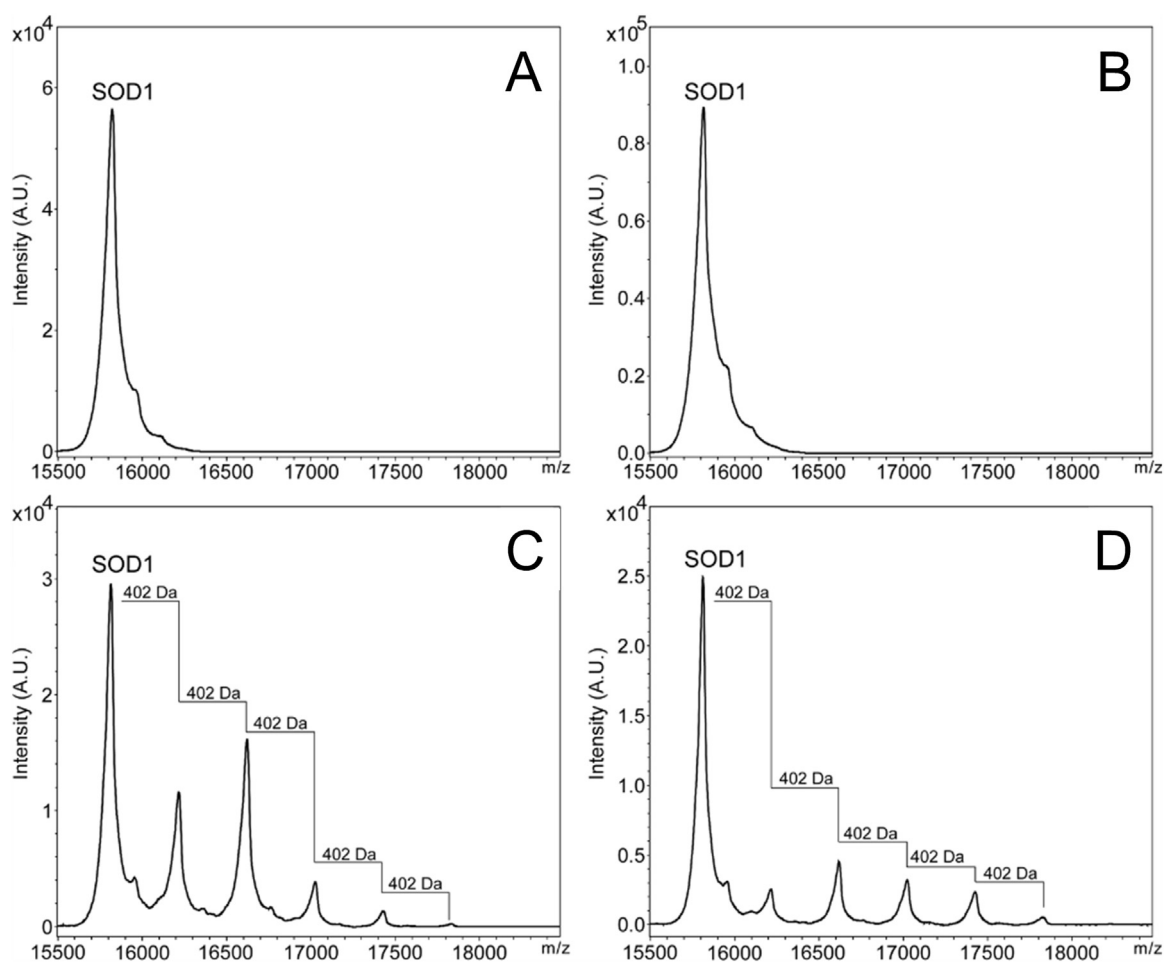 x10^4
A
SOD1
6
4
2
0
Intensity (A.U.)
15500 16000 16500 17000 17500 18000 m/z
x10^5
B
SOD1
1.0
0.8
0.6
0.4
0.2
0.0
Intensity (A.U.)
15500 16000 16500 17000 17500 18000 m/z
x10^4
C
SOD1
402 Da
402 Da
402 Da
402 Da
402 Da
3
2
1
0
Intensity (A.U.)
15500 16000 16500 17000 17500 18000 m/z
x10^4
D
SOD1
402 Da
402 Da
402 Da
402 Da
402 Da
2.5
2.0
1.5
1.0
0.5
0.0
Intensity (A.U.)
15500 16000 16500 17000 17500 18000 m/z